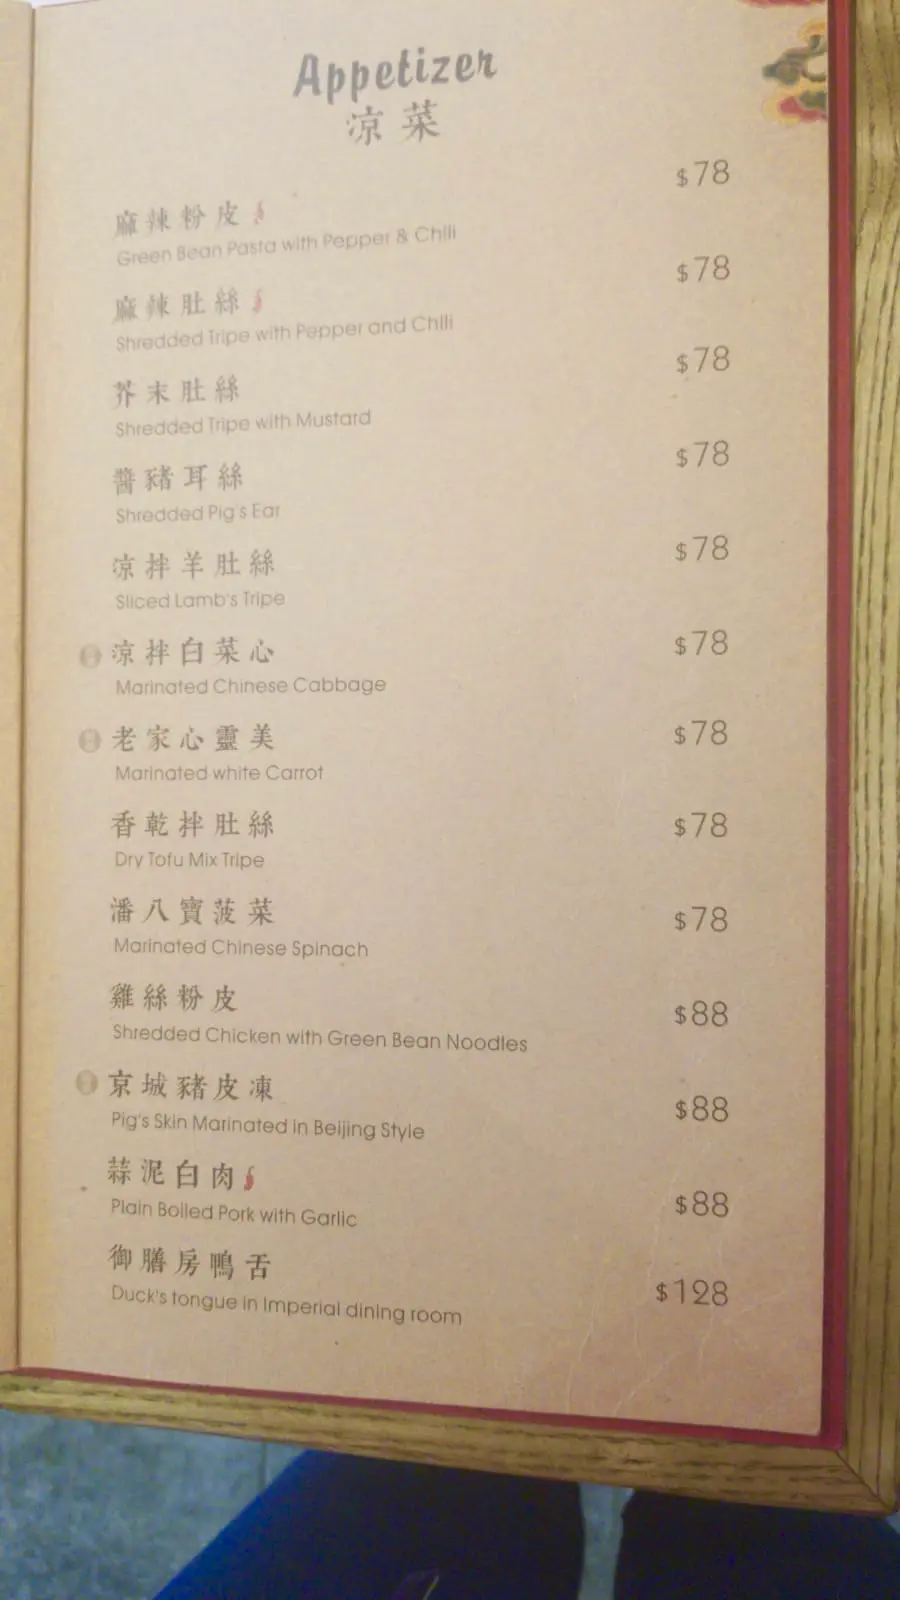 Appetizer
凉菜
麻辣粉皮 $78
Green Bean Pasta with Pepper & Chili
麻辣肚絲 $78
Shredded Tripe with Pepper and Chili
芥末肚絲 $78
Shredded Tripe with Mustard
醬豬耳絲 $78
Shredded Pig's Ear
凉拌羊肚絲 $78
Sliced Lamb's Tripe
凉拌白菜心 $78
Marinated Chinese Cabbage
老家心靈美 $78
Marinated white Carrot
香乾拌肚絲 $78
Dry Tofu Mix Tripe
潘八寶菠菜 $78
Marinated Chinese Spinach
雞絲粉皮 $88
Shredded Chicken with Green Bean Noodles
京城豬皮凍 $88
Pig's Skin Marinated in Beijing Style
蒜泥白肉 $88
Plain Boiled Pork with Garlic
御膳房鴨舌 $128
Duck's tongue in Imperial dining room